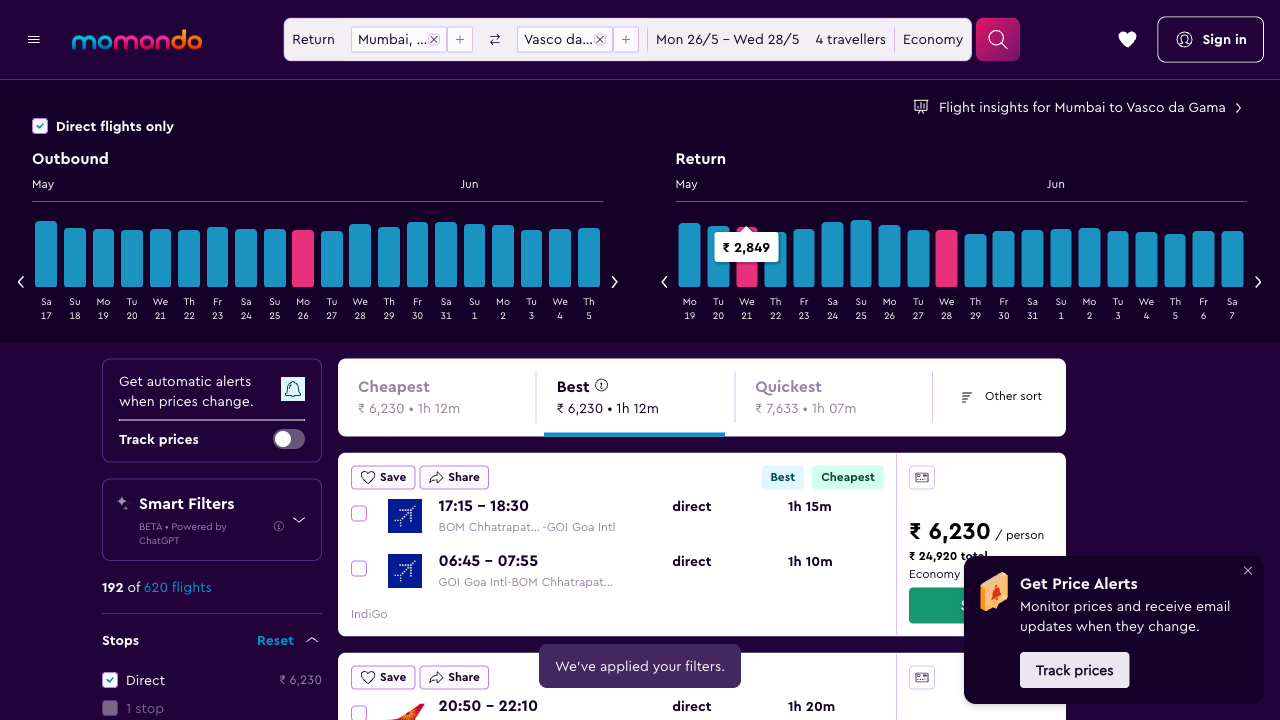 momondo
Return
Mumbai, ...
+
Vasco da...
+
Mon 26/5 – Wed 28/5
4 travellers
Economy
Sign in
Flight insights for Mumbai to Vasco da Gama
Direct flights only
Outbound
May
Jun
Sa 17
Su 18
Mo 19
Tu 20
We 21
Th 22
Fr 23
Sa 24
Su 25
Mo 26
Tu 27
We 28
Th 29
Fr 30
Sa 31
Su 1
Mo 2
Tu 3
We 4
Th 5
Return
May
Jun
₹ 2,849
Mo 19
Tu 20
We 21
Th 22
Fr 23
Sa 24
Su 25
Mo 26
Tu 27
We 28
Th 29
Fr 30
Sa 31
Su 1
Mo 2
Tu 3
We 4
Th 5
Fr 6
Sa 7
Get automatic alerts
when prices change.
Track prices
Smart Filters
BETA • Powered by
ChatGPT
192 of 620 flights
Stops
Reset
Direct
₹ 6,230
1 stop
Cheapest
₹ 6,230 • 1h 12m
Best
₹ 6,230 • 1h 12m
Quickest
₹ 7,633 • 1h 07m
Other sort
Save
Share
Best
Cheapest
17:15 – 18:30
direct
1h 15m
BOM Chhatrapat... -GOI Goa Intl
06:45 – 07:55
direct
1h 10m
GOI Goa Intl-BOM Chhatrapat...
IndiGo
₹ 6,230 / person
₹ 24,920 total
Economy
Save
Share
20:50 – 22:10
direct
1h 20m
We've applied your filters.
Get Price Alerts
Monitor prices and receive email
updates when they change.
Track prices